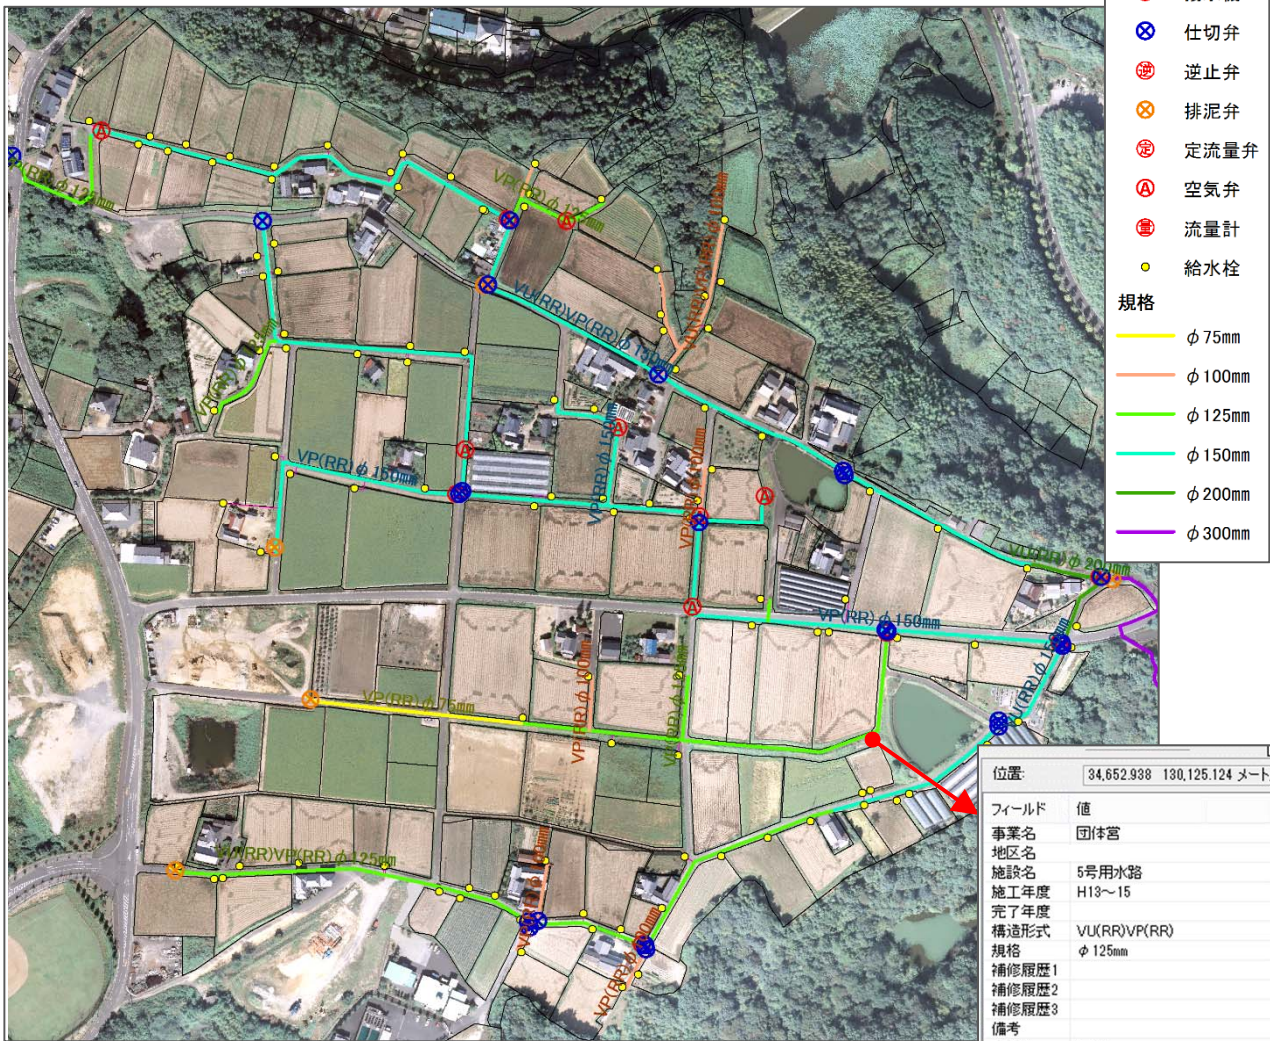 仕切弁
逆止弁
排泥弁
定流量弁
空気弁
流量計
給水栓
規格
φ75mm
φ100mm
φ125mm
φ150mm
φ200mm
φ300mm
VU(RR)VP(RR)φ150mm
VP(RR)φ150mm
VP(RR)φ150mm
VP(RR)φ150mm
VP(RR)φ75mm
VP(RR)φ100mm
VU(RR)VP(RR)φ125mm
位置: 34,652.938 130,125.124 メート
フィールド 値
事業名 団体営
地区名
施設名 5号用水路
施工年度 H13～15
完了年度
構造形式 VU(RR)VP(RR)
規格 φ125mm
補修履歴1
補修履歴2
補修履歴3
備考